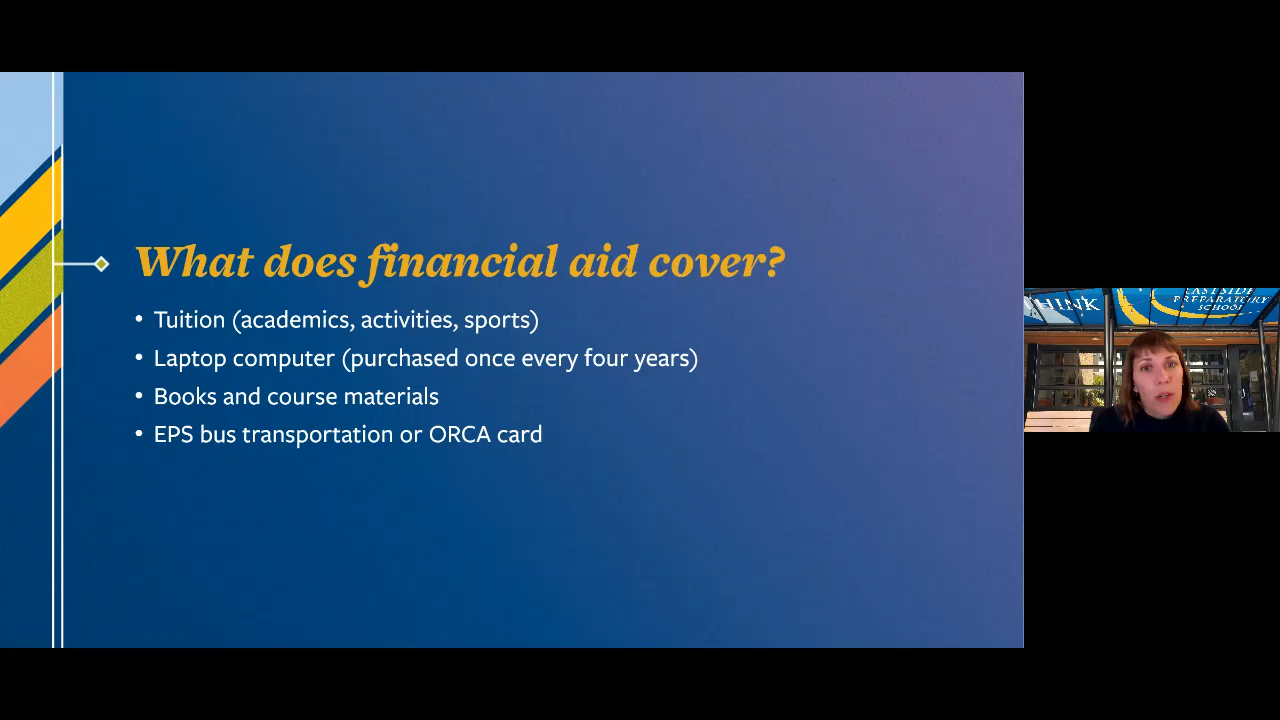 What does financial aid cover?
• Tuition (academics, activities, sports)
• Laptop computer (purchased once every four years)
• Books and course materials
• EPS bus transportation or ORCA card
THINK
EASTSIDE
PREPARATORY
SCHOOL